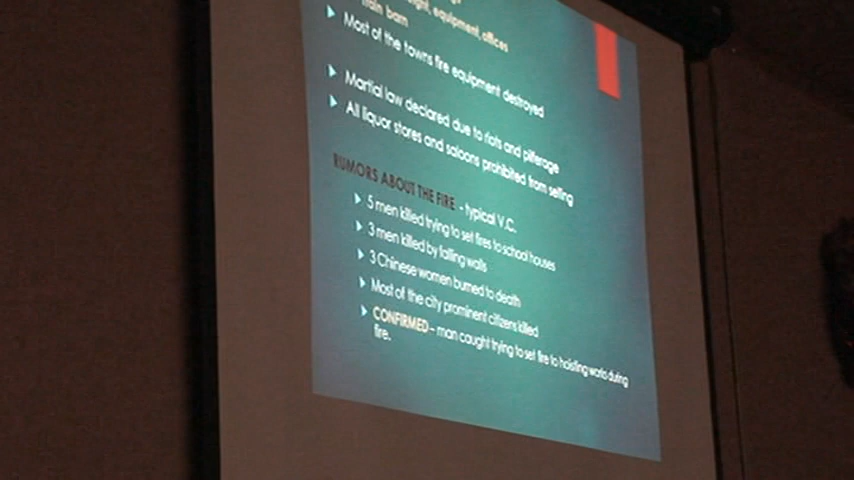 equipment, offices
barn
Most of the towns fire equipment destroyed
Martial law declared due to riots and pilferage
All liquor stores and saloons prohibited from selling
RUMORS ABOUT THE FIRE - typical V.C.
5 men killed trying to set fires to school houses
3 men killed by falling walls
3 Chinese women burned to death
Most of the city prominent citizens killed
CONFIRMED – man caught trying to set fire to hoisting works during
fire.